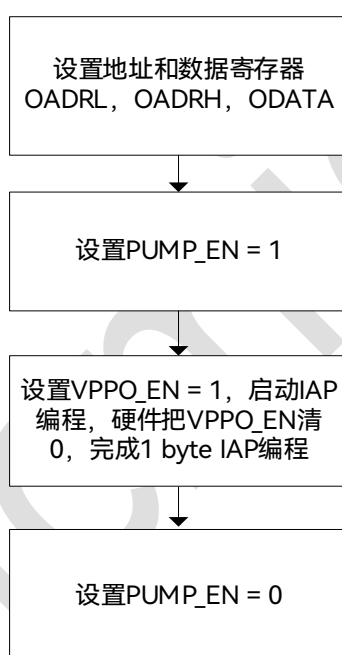 设置地址和数据寄存器
OADRL，OADRH，ODATA
设置PUMP_EN = 1
设置VPPO_EN = 1，启动IAP
编程，硬件把VPPO_EN清
0，完成1 byte IAP编程
设置PUMP_EN = 0